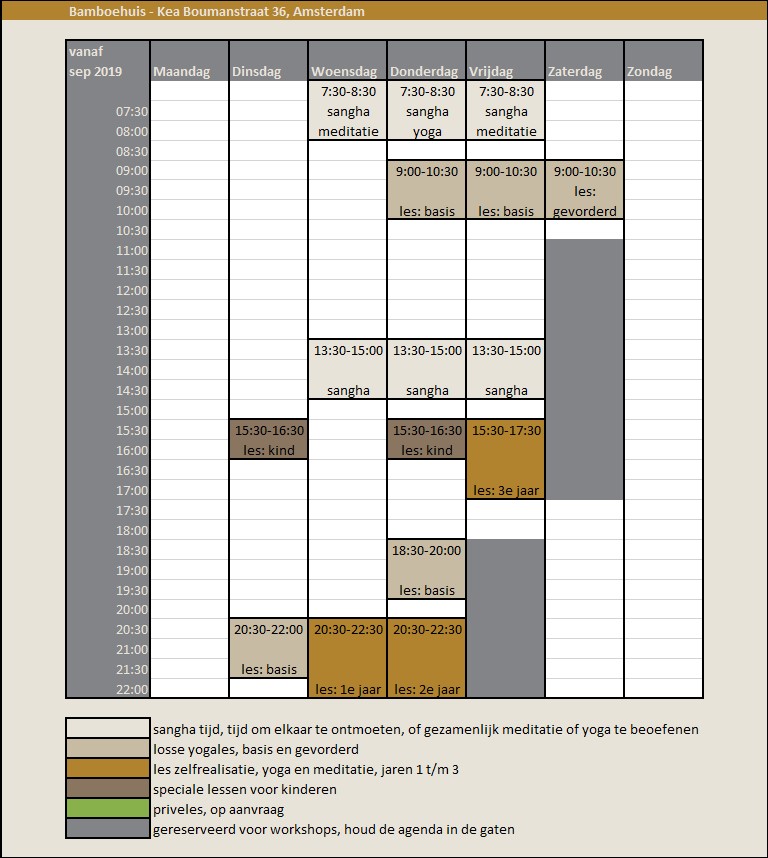 Bamboehuis - Kea Boumanstraat 36, Amsterdam
vanaf
sep 2019 Maandag Dinsdag Woensdag Donderdag Vrijdag Zaterdag Zondag
7:30-8:30 7:30-8:30 7:30-8:30
07:30 sangha sangha sangha
08:00 meditatie yoga meditatie
08:30
09:00 9:00-10:30 9:00-10:30 9:00-10:30
09:30 les:
10:00 les: basis les: basis gevorderd
10:30
11:00
11:30
12:00
12:30
13:00
13:30 13:30-15:00 13:30-15:00 13:30-15:00
14:00
14:30 sangha sangha sangha
15:00
15:30 15:30-16:30 15:30-16:30 15:30-17:30
16:00 les: kind les: kind
16:30
17:00 les: 3e jaar
17:30
18:00
18:30 18:30-20:00
19:00
19:30 les: basis
20:00
20:30 20:30-22:00 20:30-22:30 20:30-22:30
21:00
21:30 les: basis
22:00 les: 1e jaar les: 2e jaar
sangha tijd, tijd om elkaar te ontmoeten, of gezamenlijk meditatie of yoga te beoefenen
losse yogales, basis en gevorderd
les zelfrealisatie, yoga en meditatie, jaren 1 t/m 3
speciale lessen voor kinderen
priveles, op aanvraag
gereserveerd voor workshops, houd de agenda in de gaten